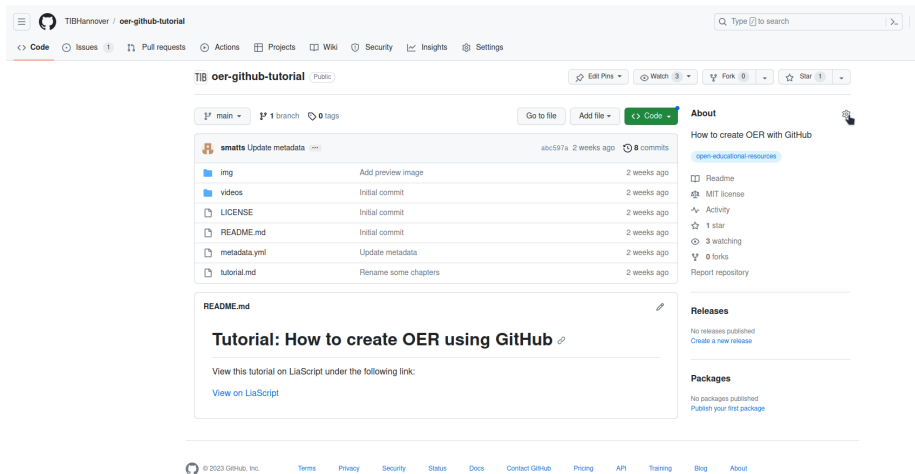 TIBHannover / oer-github-tutorial
Type / to search
Code Issues 1 Pull requests Actions Projects Wiki Security Insights Settings
TIB oer-github-tutorial Public
Edit Pins Watch 3 Fork 0 Star 1
main 1 branch 0 tags Go to file Add file Code
About
How to create OER with GitHub
smatts Update metadata ... abc597a 2 weeks ago 8 commits
open-educational-resources
img Add preview image 2 weeks ago
Readme
videos Initial commit 2 weeks ago
MIT license
LICENSE Initial commit 2 weeks ago
Activity
README.md Initial commit 2 weeks ago
1 star
3 watching
metadata.yml Update metadata 2 weeks ago
0 forks
tutorial.md Rename some chapters 2 weeks ago
Report repository
README.md
Releases
No releases published
Create a new release
Tutorial: How to create OER using GitHub
View this tutorial on LiaScript under the following link:
View on LiaScript
Packages
No packages published
Publish your first package
© 2023 GitHub, Inc. Terms Privacy Security Status Docs Contact GitHub Pricing API Training Blog About